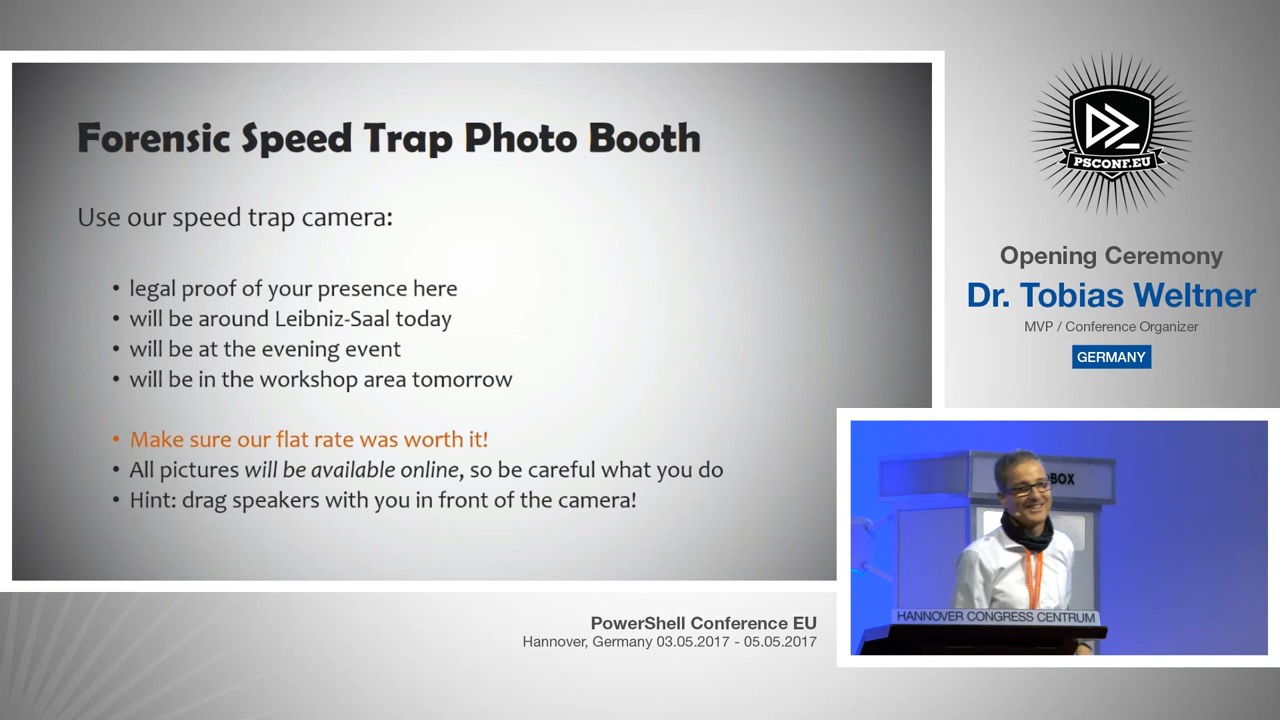 Forensic Speed Trap Photo Booth
Use our speed trap camera:
• legal proof of your presence here
• will be around Leibniz-Saal today
• will be at the evening event
• will be in the workshop area tomorrow
• Make sure our flat rate was worth it!
• All pictures will be available online, so be careful what you do
• Hint: drag speakers with you in front of the camera!
PSCONF.EU
Opening Ceremony
Dr. Tobias Weltner
MVP / Conference Organizer
GERMANY
BOX
HANNOVER CONGRESS CENTRUM
PowerShell Conference EU
Hannover, Germany 03.05.2017 - 05.05.2017